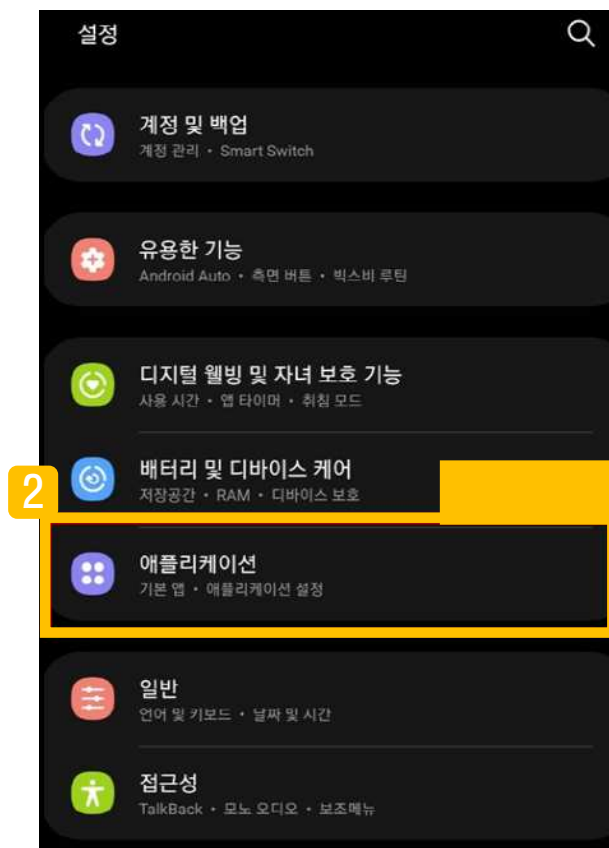 설정
계정 및 백업
계정 관리 • Smart Switch
유용한 기능
Android Auto • 측면 버튼 • 빅스비 루틴
디지털 웰빙 및 자녀 보호 기능
사용 시간 • 앱 타이머 • 취침 모드
배터리 및 디바이스 케어
저장공간 • RAM • 디바이스 보호
2
애플리케이션
기본 앱 • 애플리케이션 설정
일반
언어 및 키보드 • 날짜 및 시간
접근성
TalkBack • 모노 오디오 • 보조메뉴